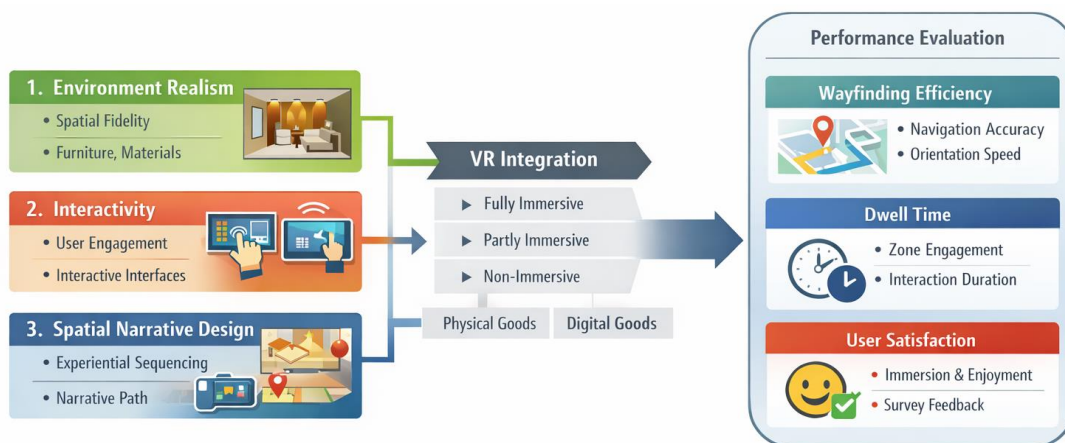 1. Environment Realism
• Spatial Fidelity
• Furniture, Materials
2. Interactivity
• User Engagement
• Interactive Interfaces
3. Spatial Narrative Design
• Experiential Sequencing
• Narrative Path
VR Integration
▶ Fully Immersive
▶ Partly Immersive
▶ Non-Immersive
Physical Goods
Digital Goods
Performance Evaluation
Wayfinding Efficiency
• Navigation Accuracy
• Orientation Speed
Dwell Time
• Zone Engagement
• Interaction Duration
User Satisfaction
• Immersion & Enjoyment
• Survey Feedback